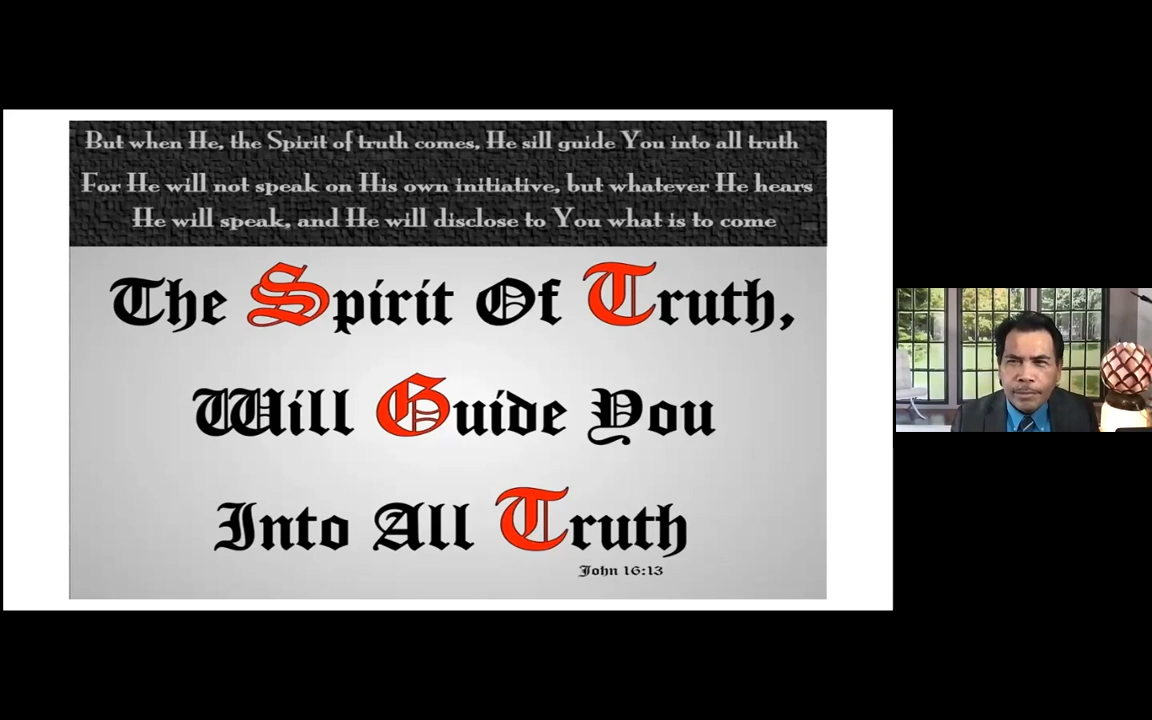 But when He, the Spirit of truth comes, He sill guide You into all truth
For He will not speak on His own initiative, but whatever He hears
He will speak, and He will disclose to You what is to come
The Spirit Of Truth,
Will Guide You
Into All Truth
John 16:13